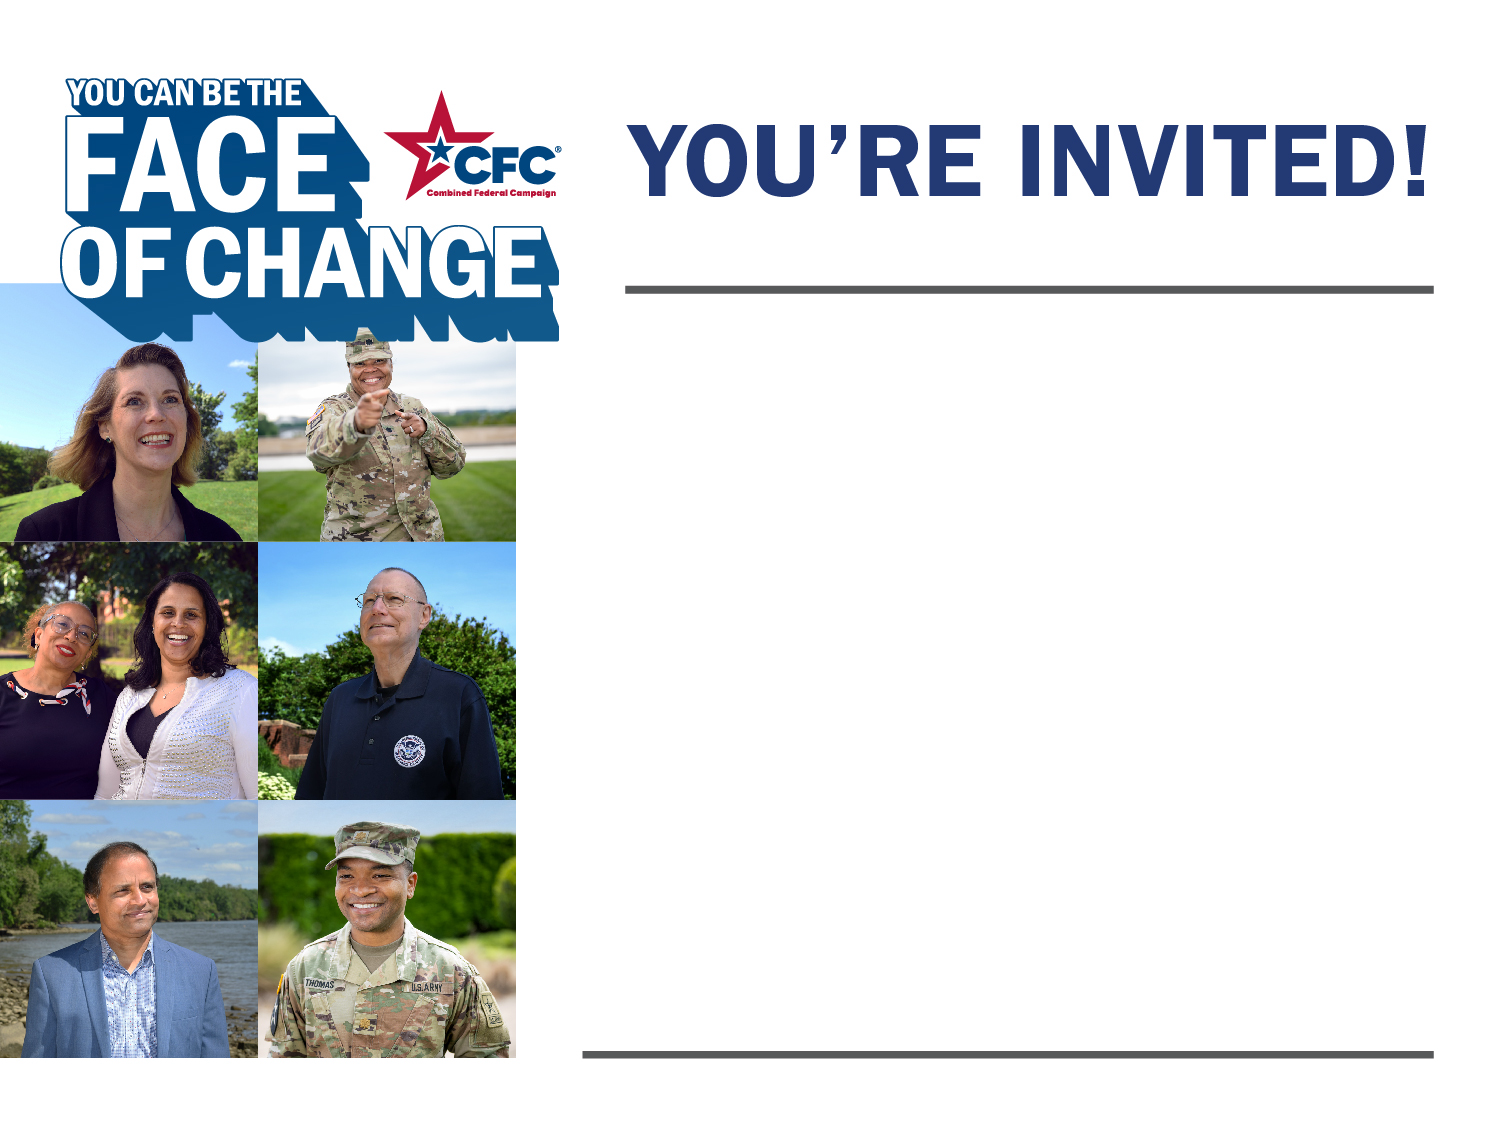 YOU CAN BE THE
FACE
OF CHANGE
CFC®
Combined Federal Campaign
YOU’RE INVITED!
THOMAS
U.S. ARMY